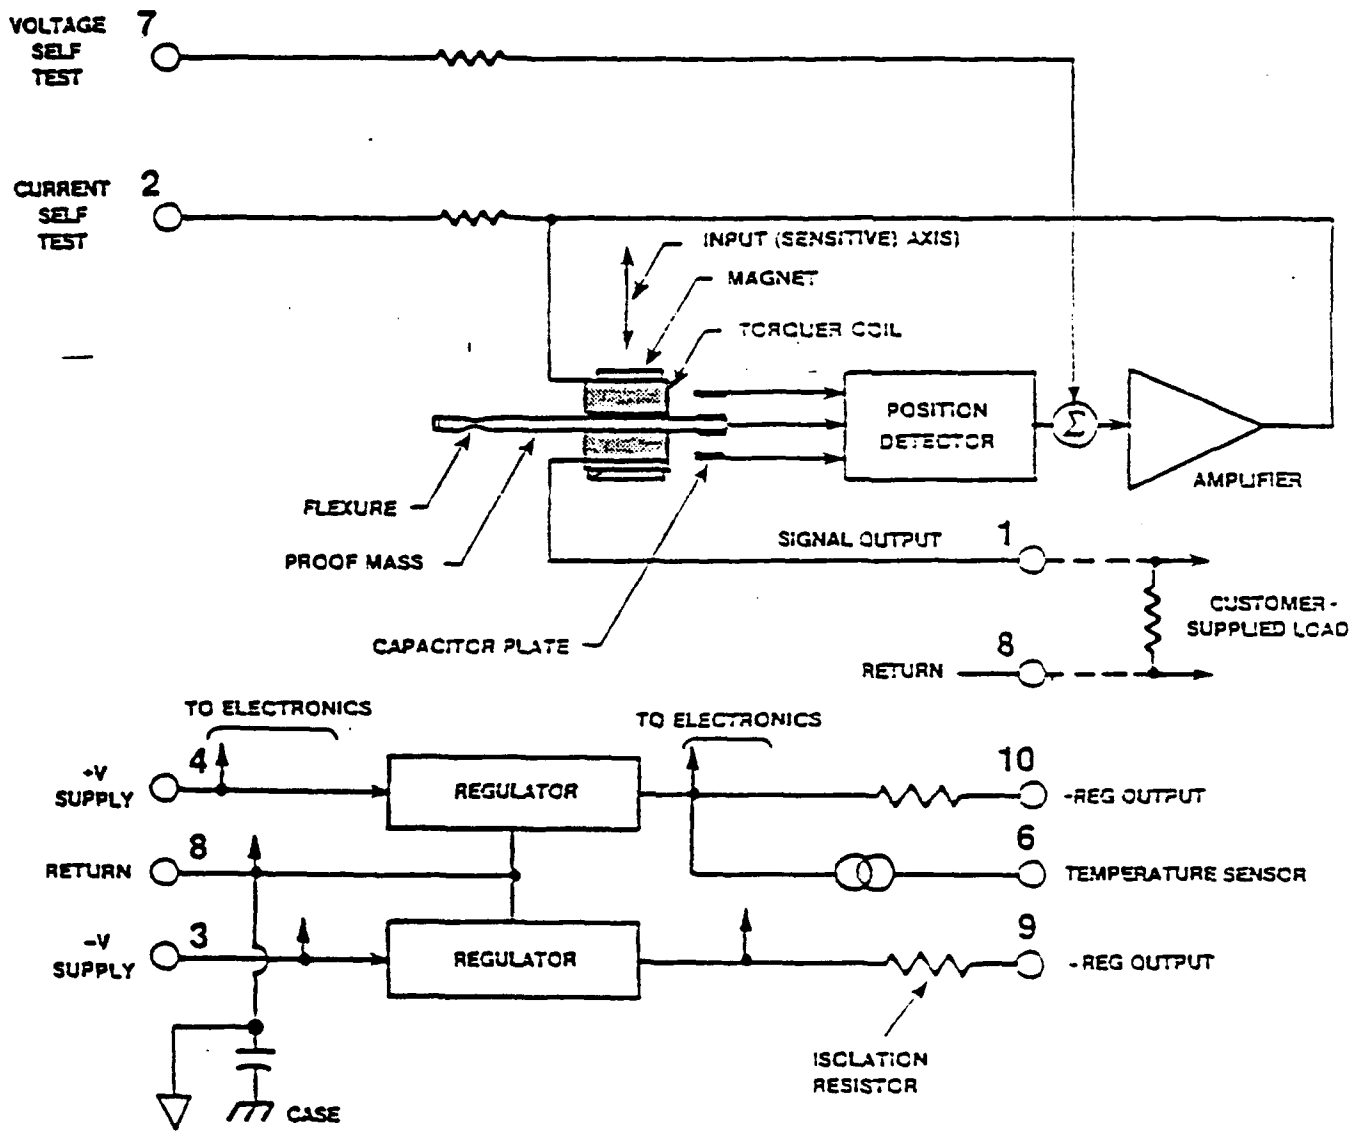 VOLTAGE
SELF
TEST
7
CURRENT
SELF
TEST
2
INPUT (SENSITIVE) AXIS)
MAGNET
TORQUER COIL
POSITION
DETECTOR
Σ
AMPLIFIER
FLEXURE
PROOF MASS
CAPACITOR PLATE
SIGNAL OUTPUT
1
CUSTOMER-
SUPPLIED LOAD
RETURN
8
TO ELECTRONICS
TO ELECTRONICS
+V
SUPPLY
4
REGULATOR
10
-REG OUTPUT
RETURN
8
6
TEMPERATURE SENSOR
-V
SUPPLY
3
REGULATOR
9
-REG OUTPUT
ISOLATION
RESISTOR
CASE